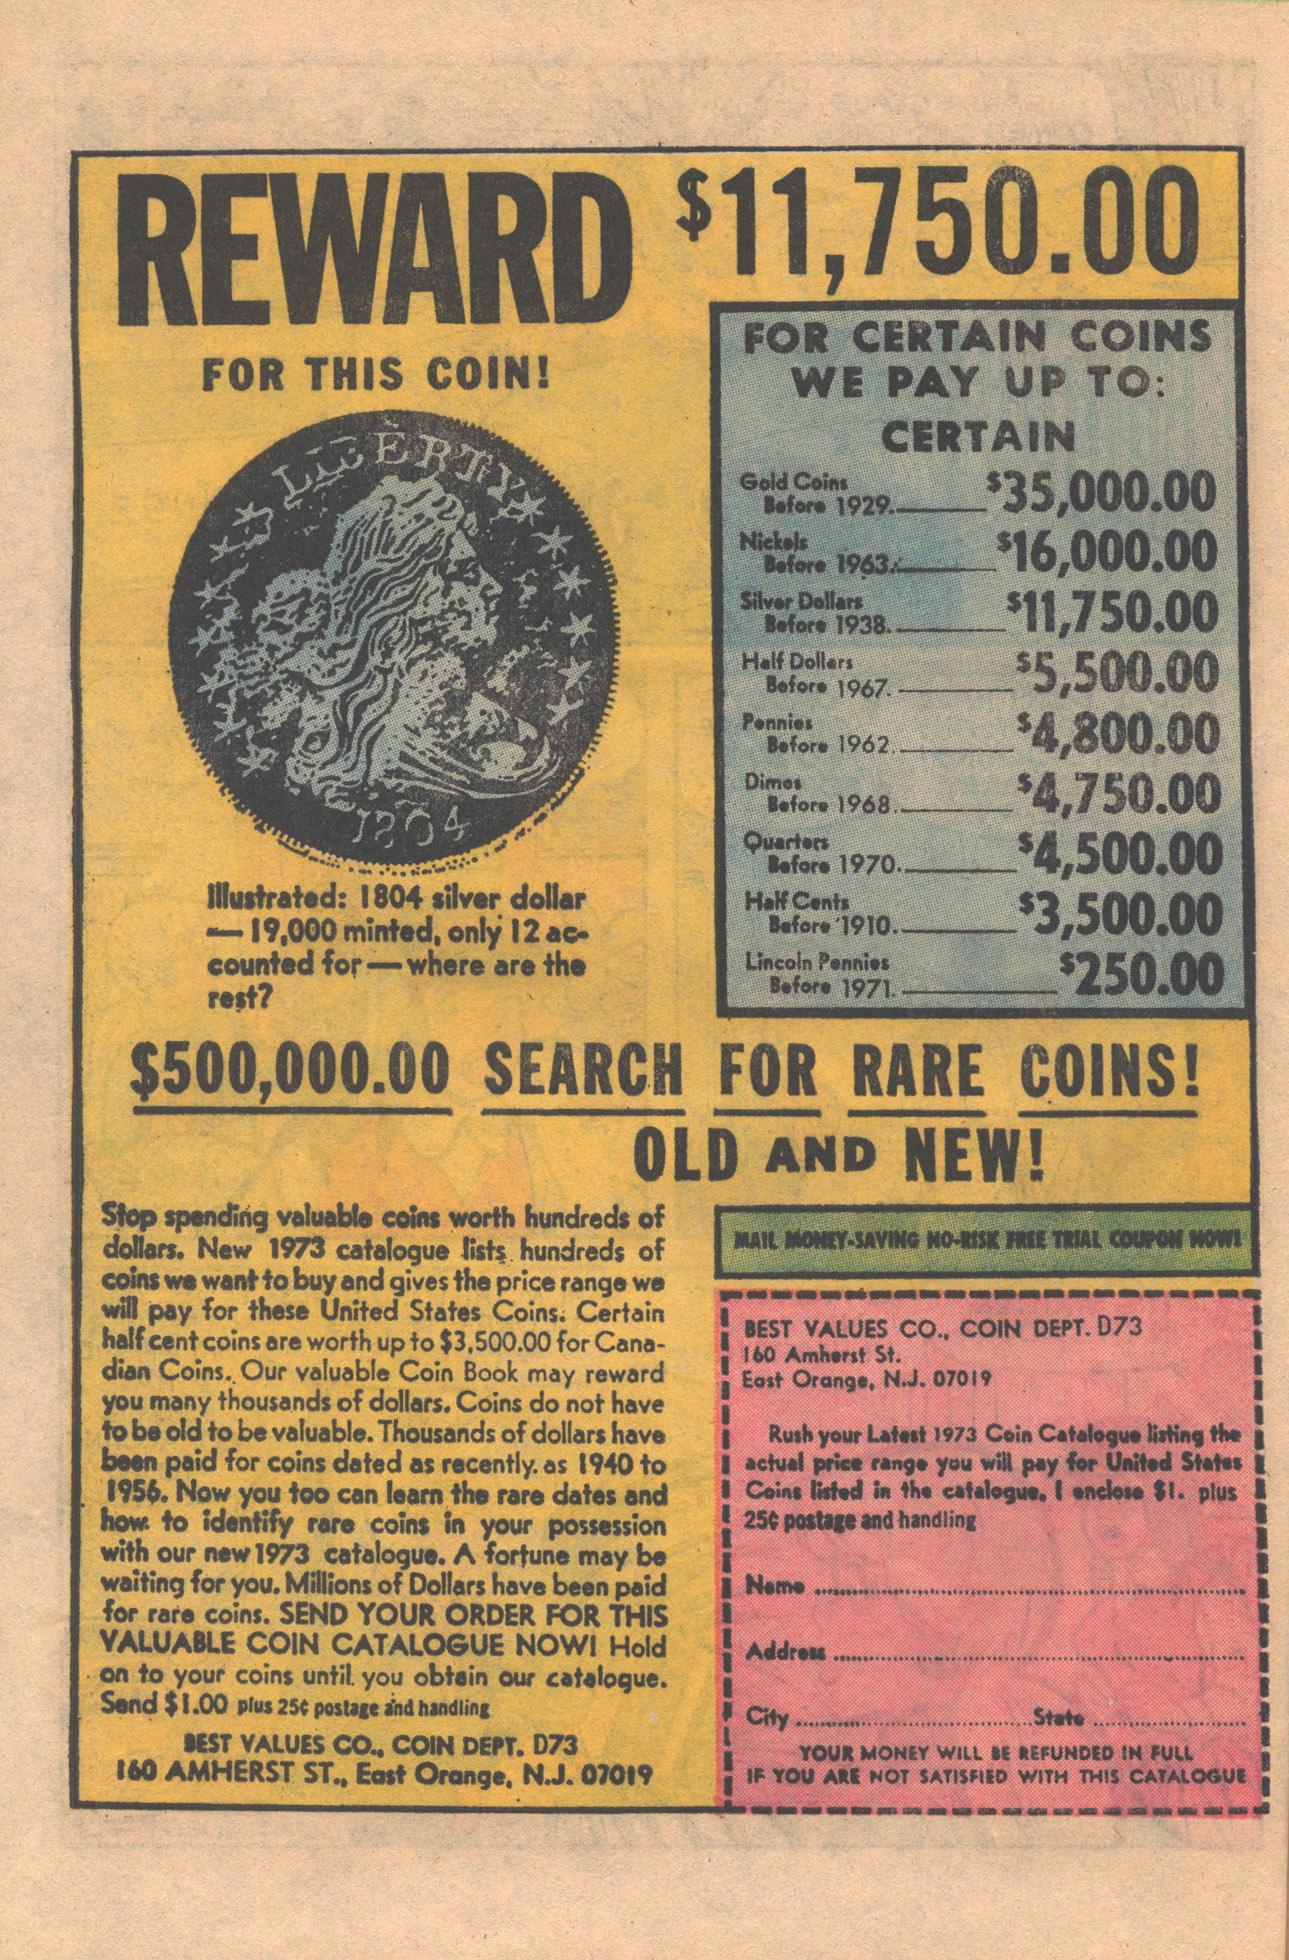 REWARD $11,750.00
FOR THIS COIN!
LIBERTY
1804
Illustrated: 1804 silver dollar
— 19,000 minted, only 12 ac-
counted for — where are the
rest?
FOR CERTAIN COINS
WE PAY UP TO:
CERTAIN
Gold Coins
Before 1929. $35,000.00
Nickels
Before 1963. $16,000.00
Silver Dollars
Before 1938. $11,750.00
Half Dollars
Before 1967. $5,500.00
Pennies
Before 1962. $4,800.00
Dimes
Before 1968. $4,750.00
Quarters
Before 1970. $4,500.00
Half Cents
Before 1910. $3,500.00
Lincoln Pennies
Before 1971. $250.00
$500,000.00 SEARCH FOR RARE COINS!
OLD AND NEW!
Stop spending valuable coins worth hundreds of
dollars. New 1973 catalogue lists hundreds of
coins we want to buy and gives the price range we
will pay for these United States Coins. Certain
half cent coins are worth up to $3,500.00 for Cana-
dian Coins. Our valuable Coin Book may reward
you many thousands of dollars. Coins do not have
to be old to be valuable. Thousands of dollars have
been paid for coins dated as recently as 1940 to
1956. Now you too can learn the rare dates and
how to identify rare coins in your possession
with our new 1973 catalogue. A fortune may be
waiting for you. Millions of Dollars have been paid
for rare coins. SEND YOUR ORDER FOR THIS
VALUABLE COIN CATALOGUE NOW! Hold
on to your coins until you obtain our catalogue.
Send $1.00 plus 25¢ postage and handling
BEST VALUES CO., COIN DEPT. D73
160 AMHERST ST., East Orange, N.J. 07019
MAIL MONEY-SAVING NO-RISK FREE TRIAL COUPON NOW!
BEST VALUES CO., COIN DEPT. D73
160 Amherst St.
East Orange, N.J. 07019
Rush your Latest 1973 Coin Catalogue listing the
actual price range you will pay for United States
Coins listed in the catalogue. I enclose $1. plus
25¢ postage and handling
Name
Address
City State
YOUR MONEY WILL BE REFUNDED IN FULL
IF YOU ARE NOT SATISFIED WITH THIS CATALOGUE